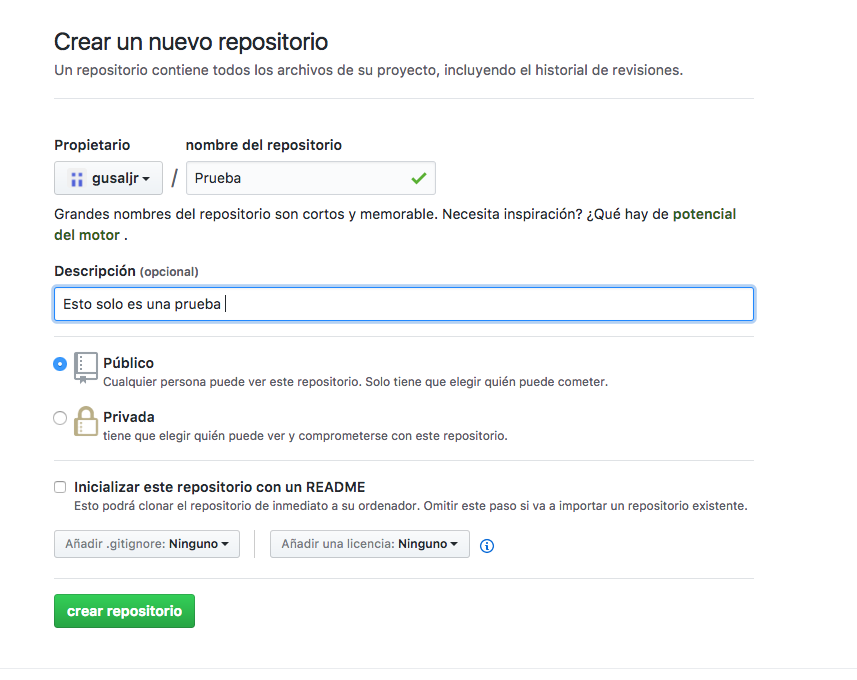 Crear un nuevo repositorio
Un repositorio contiene todos los archivos de su proyecto, incluyendo el historial de revisiones.
Propietario nombre del repositorio
gusaljr / Prueba
Grandes nombres del repositorio son cortos y memorable. Necesita inspiración? ¿Qué hay de potencial
del motor .
Descripción (opcional)
Esto solo es una prueba
Público
Cualquier persona puede ver este repositorio. Solo tiene que elegir quién puede cometer.
Privada
tiene que elegir quién puede ver y comprometerse con este repositorio.
Inicializar este repositorio con un README
Esto podrá clonar el repositorio de inmediato a su ordenador. Omitir este paso si va a importar un repositorio existente.
Añadir .gitignore: Ninguno Añadir una licencia: Ninguno
crear repositorio